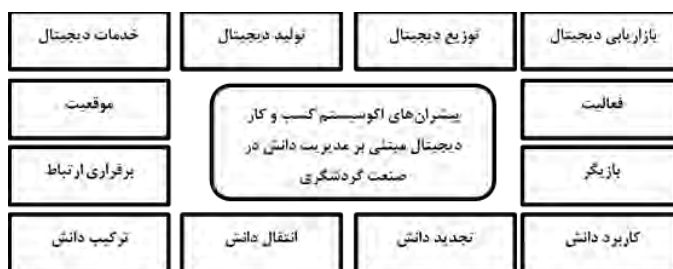 بازاریابی دیجیتال
توزیع دیجیتال
تولید دیجیتال
خدمات دیجیتال
فعالیت
پیشران‌های اکوسیستم کسب و کار
دیجیتال مبتنی بر مدیریت دانش در
صنعت گردشگری
موقعیت
بازیگر
برقراری ارتباط
کاربرد دانش
تجدید دانش
انتقال دانش
ترکیب دانش